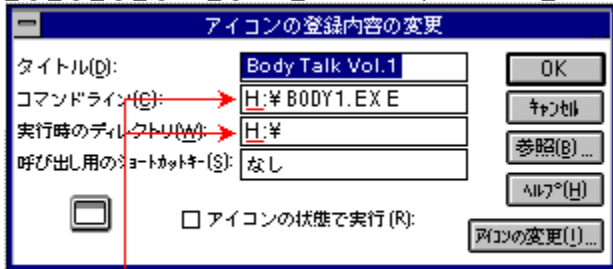 アイコンの登録内容の変更
タイトル(D): Body Talk Vol.1
コマンドライン(C): H:¥BODY1.EXE
実行時のディレクトリ(W): H:¥
呼び出し用のショートカットキー(S): なし
アイコンの状態で実行(R):
OK
キャンセル
参照(B)...
ヘルプ(H)
アイコンの変更(I)...